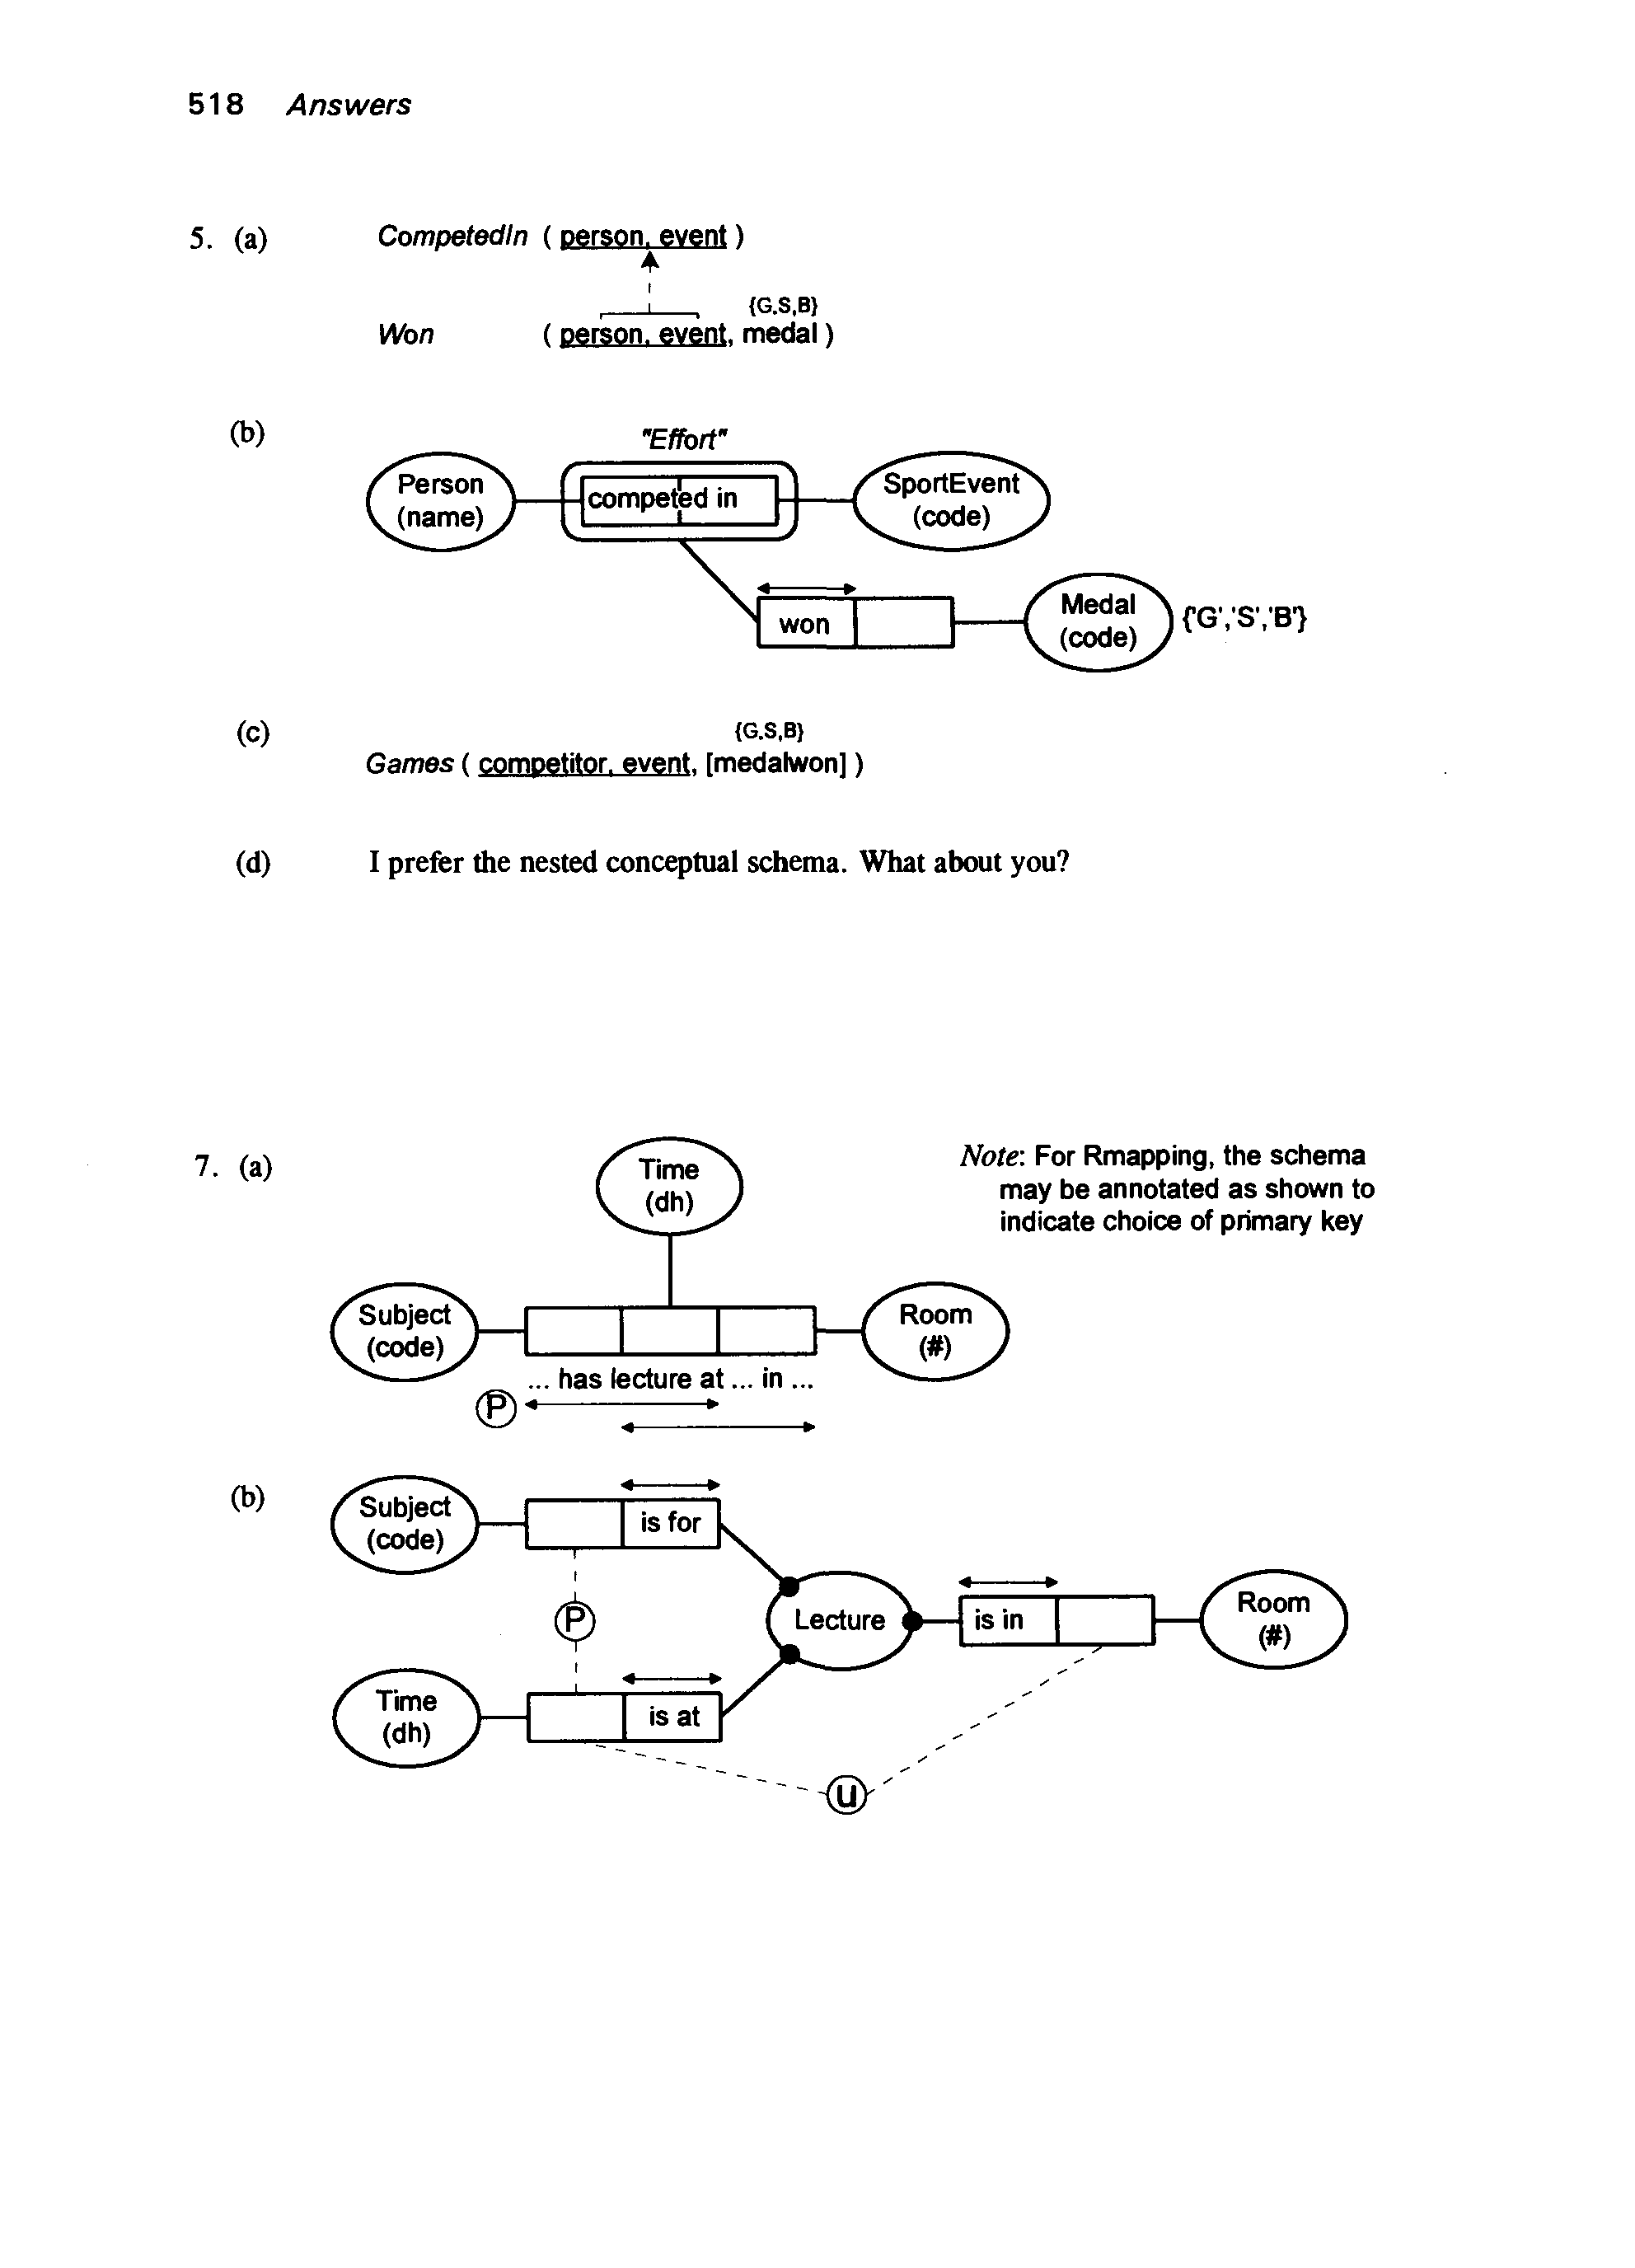 518 Answers
5. (a) CompetedIn ( person, event )
{G,S,B}
Won ( person, event, medal )
(b) "Effort"
Person
(name)
competed in
SportEvent
(code)
won
Medal
(code)
{'G','S','B'}
(c) {G,S,B}
Games ( competitor, event, [medalwon] )
(d) I prefer the nested conceptual schema. What about you?
7. (a)
Time
(dh)
Note: For Rmapping, the schema
may be annotated as shown to
indicate choice of primary key
Subject
(code)
Room
(#)
... has lecture at ... in ...
P
(b)
Subject
(code)
is for
P
Lecture
is in
Room
(#)
Time
(dh)
is at
u